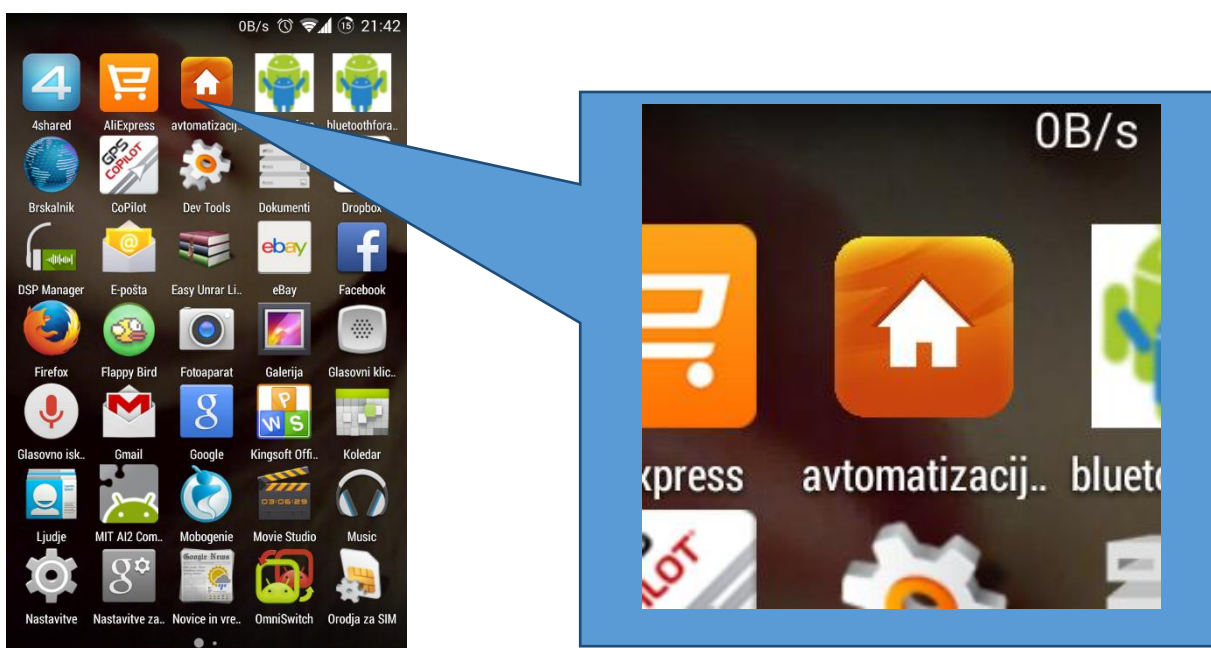 0B/s 15 21:42
4
4shared AliExpress avtomatizacij.. bluetoothfora..
GPS
CoPILOT
Brskalnik CoPilot Dev Tools Dokumenti Dropbox
@ ebay f
DSP Manager E-pošta Easy Unrar Li.. eBay Facebook
Firefox Flappy Bird Fotoaparat Galerija Glasovni klic..
g P W S
Glasovno isk.. Gmail Google Kingsoft Offi.. Koledar
03:06:29
Ljudje MIT AI2 Com.. Mobogenie Movie Studio Music
g Google News
Nastavitve Nastavitve za.. Novice in vre.. OmniSwitch Orodja za SIM
0B/s
xpress avtomatizacij.. blueto
PILOT